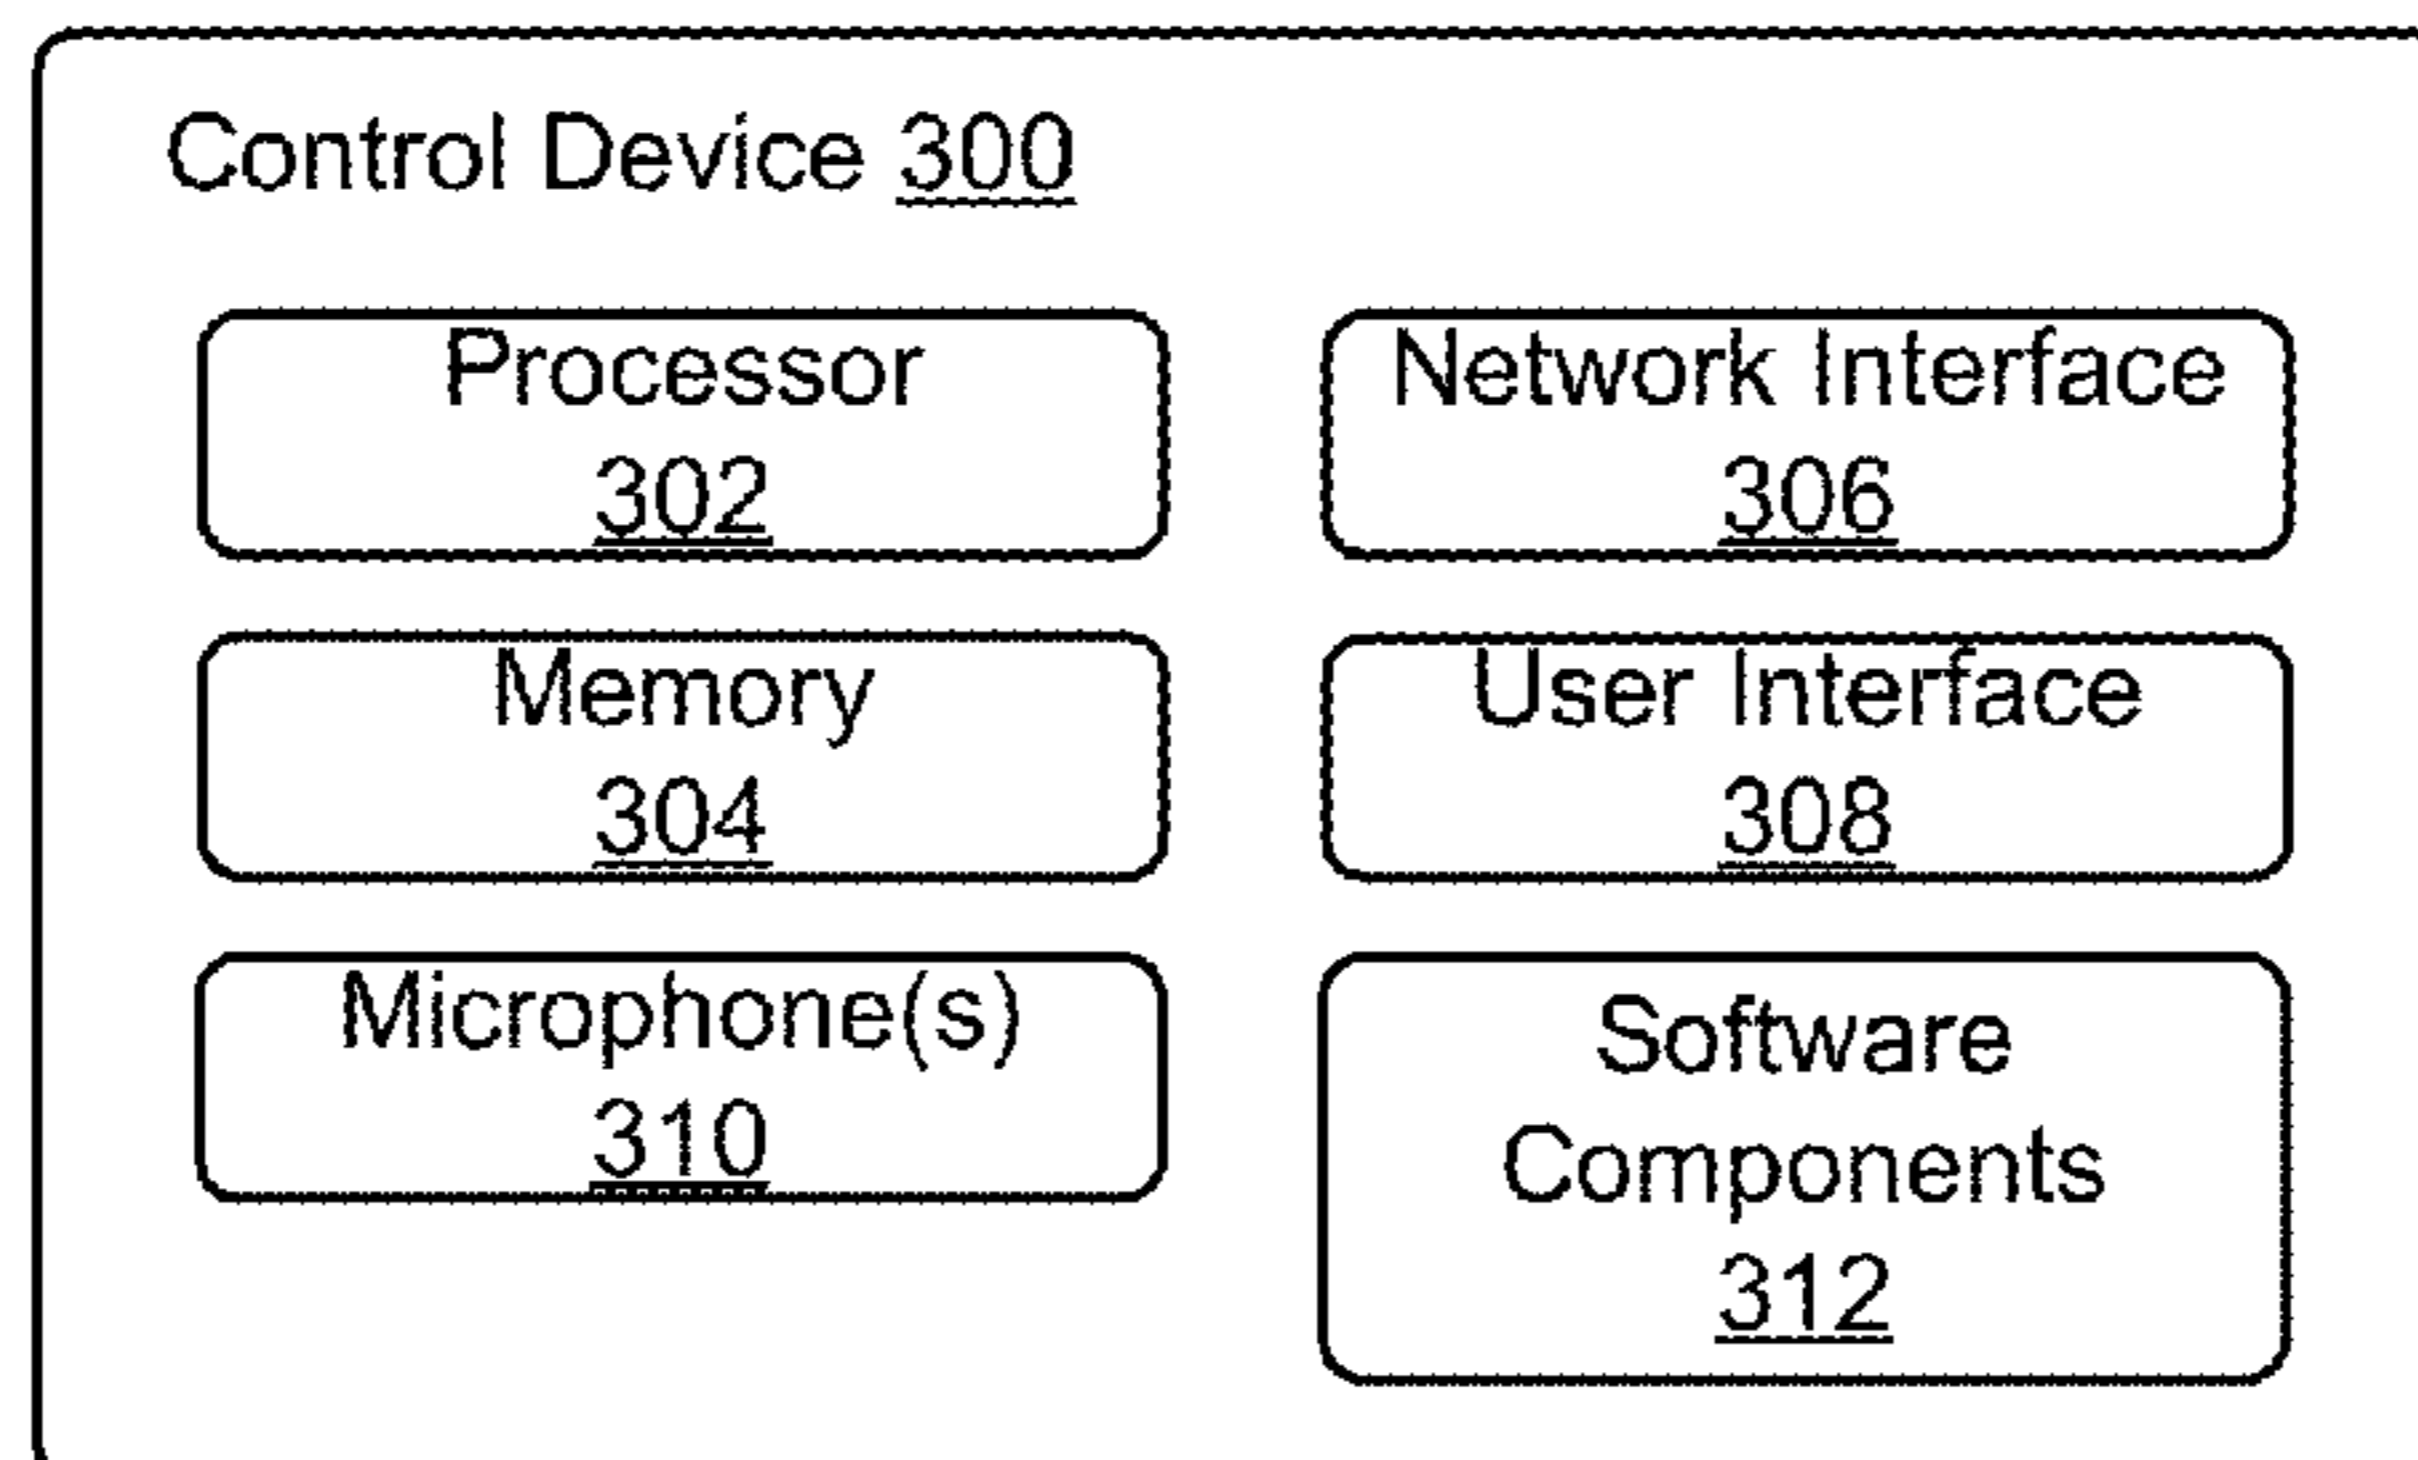 Control Device 300
Processor
302
Network Interface
306
Memory
304
User Interface
308
Microphone(s)
310
Software
Components
312